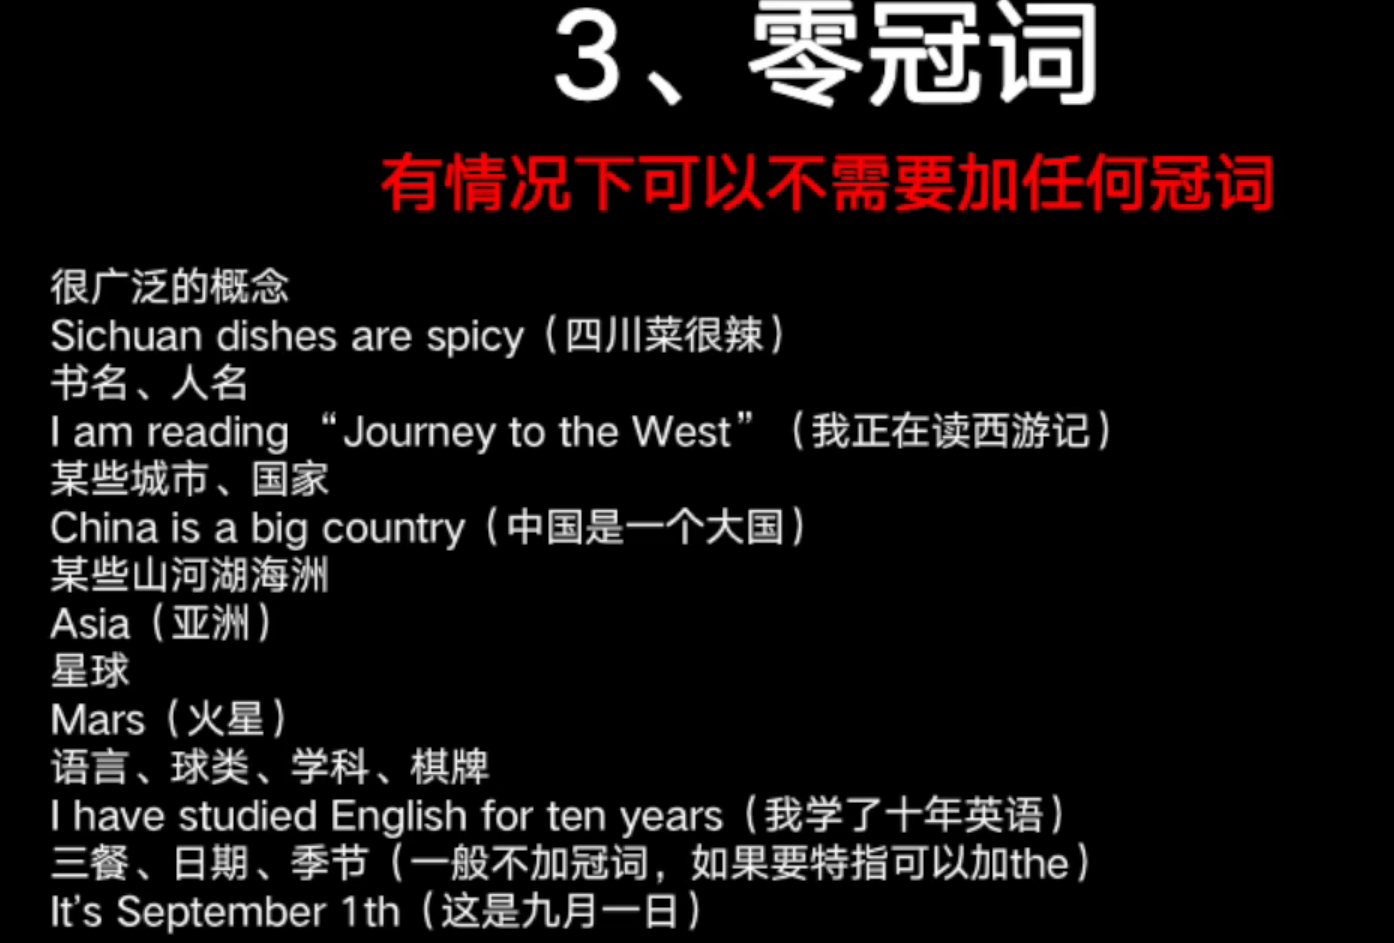 3、零冠词
有情况下可以不需要加任何冠词
很广泛的概念
Sichuan dishes are spicy（四川菜很辣）
书名、人名
I am reading “Journey to the West”（我正在读西游记）
某些城市、国家
China is a big country（中国是一个大国）
某些山河湖海洲
Asia（亚洲）
星球
Mars（火星）
语言、球类、学科、棋牌
I have studied English for ten years（我学了十年英语）
三餐、日期、季节（一般不加冠词，如果要特指可以加the）
It’s September 1th（这是九月一日）